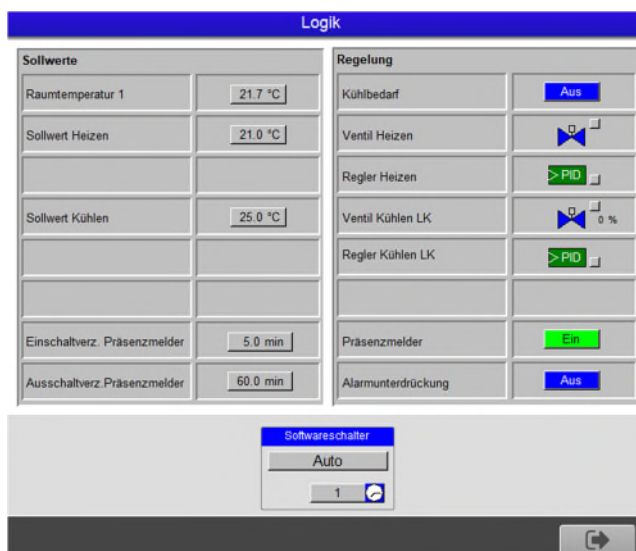 Logik
Sollwerte
Raumtemperatur 1 21.7 °C
Sollwert Heizen 21.0 °C
Sollwert Kühlen 25.0 °C
Einschaltverz. Präsenzmelder 5.0 min
Ausschaltverz.Präsenzmelder 60.0 min
Regelung
Kühlbedarf Aus
Ventil Heizen
Regler Heizen >PID
Ventil Kühlen LK 0 %
Regler Kühlen LK >PID
Präsenzmelder Ein
Alarmunterdrückung Aus
Softwareschalter
Auto
1